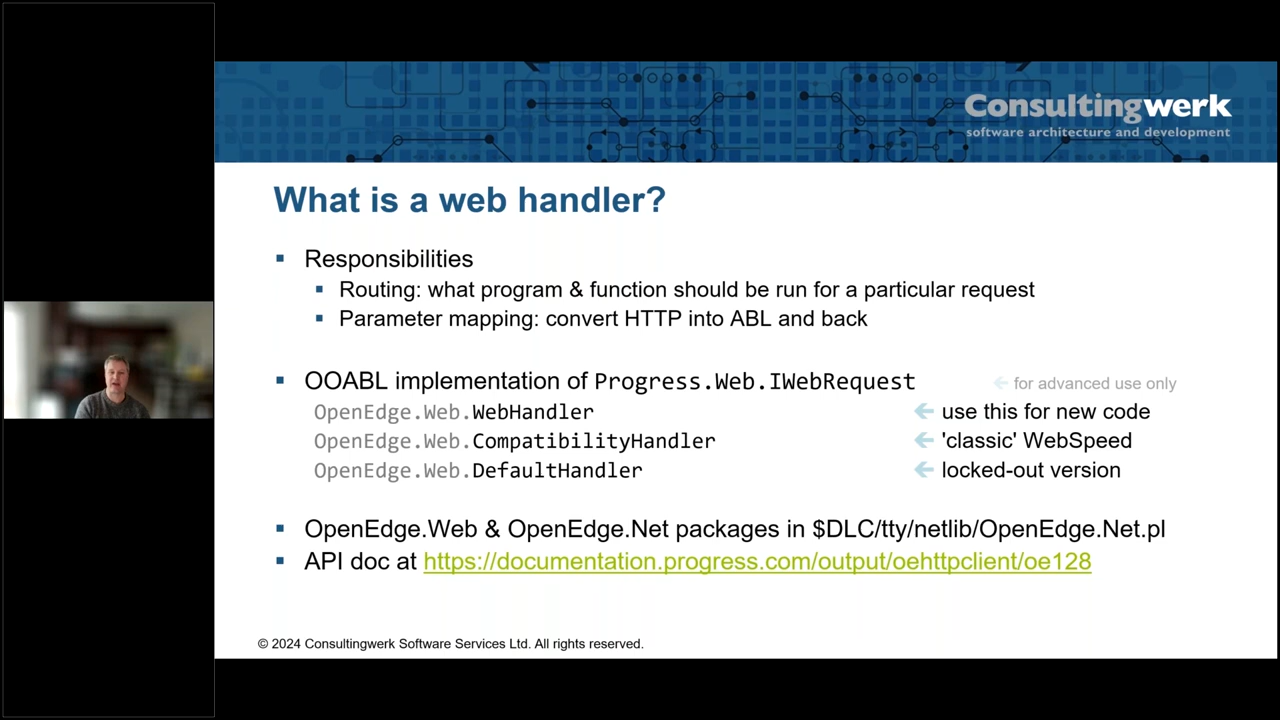 Consultingwerk
software architecture and development
What is a web handler?
▪ Responsibilities
▪ Routing: what program & function should be run for a particular request
▪ Parameter mapping: convert HTTP into ABL and back
▪ OOABL implementation of Progress.Web.IWebRequest ← for advanced use only
OpenEdge.Web.WebHandler ← use this for new code
OpenEdge.Web.CompatibilityHandler ← 'classic' WebSpeed
OpenEdge.Web.DefaultHandler ← locked-out version
▪ OpenEdge.Web & OpenEdge.Net packages in $DLC/tty/netlib/OpenEdge.Net.pl
▪ API doc at https://documentation.progress.com/output/oehttpclient/oe128
© 2024 Consultingwerk Software Services Ltd. All rights reserved.